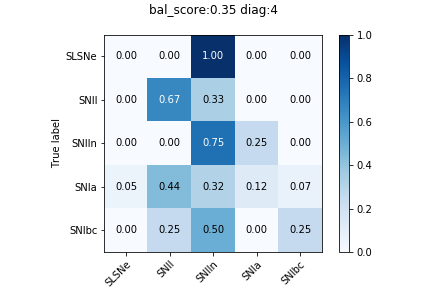 bal_score:0.35 diag:4
SLSNe 0.00 0.00 1.00 0.00 0.00
SNII 0.00 0.67 0.33 0.00 0.00
SNIIn 0.00 0.00 0.75 0.25 0.00
SNIa 0.05 0.44 0.32 0.12 0.07
SNIbc 0.00 0.25 0.50 0.00 0.25
SLSNe SNII SNIIn SNIa SNIbc
True label
1.0
0.8
0.6
0.4
0.2
0.0